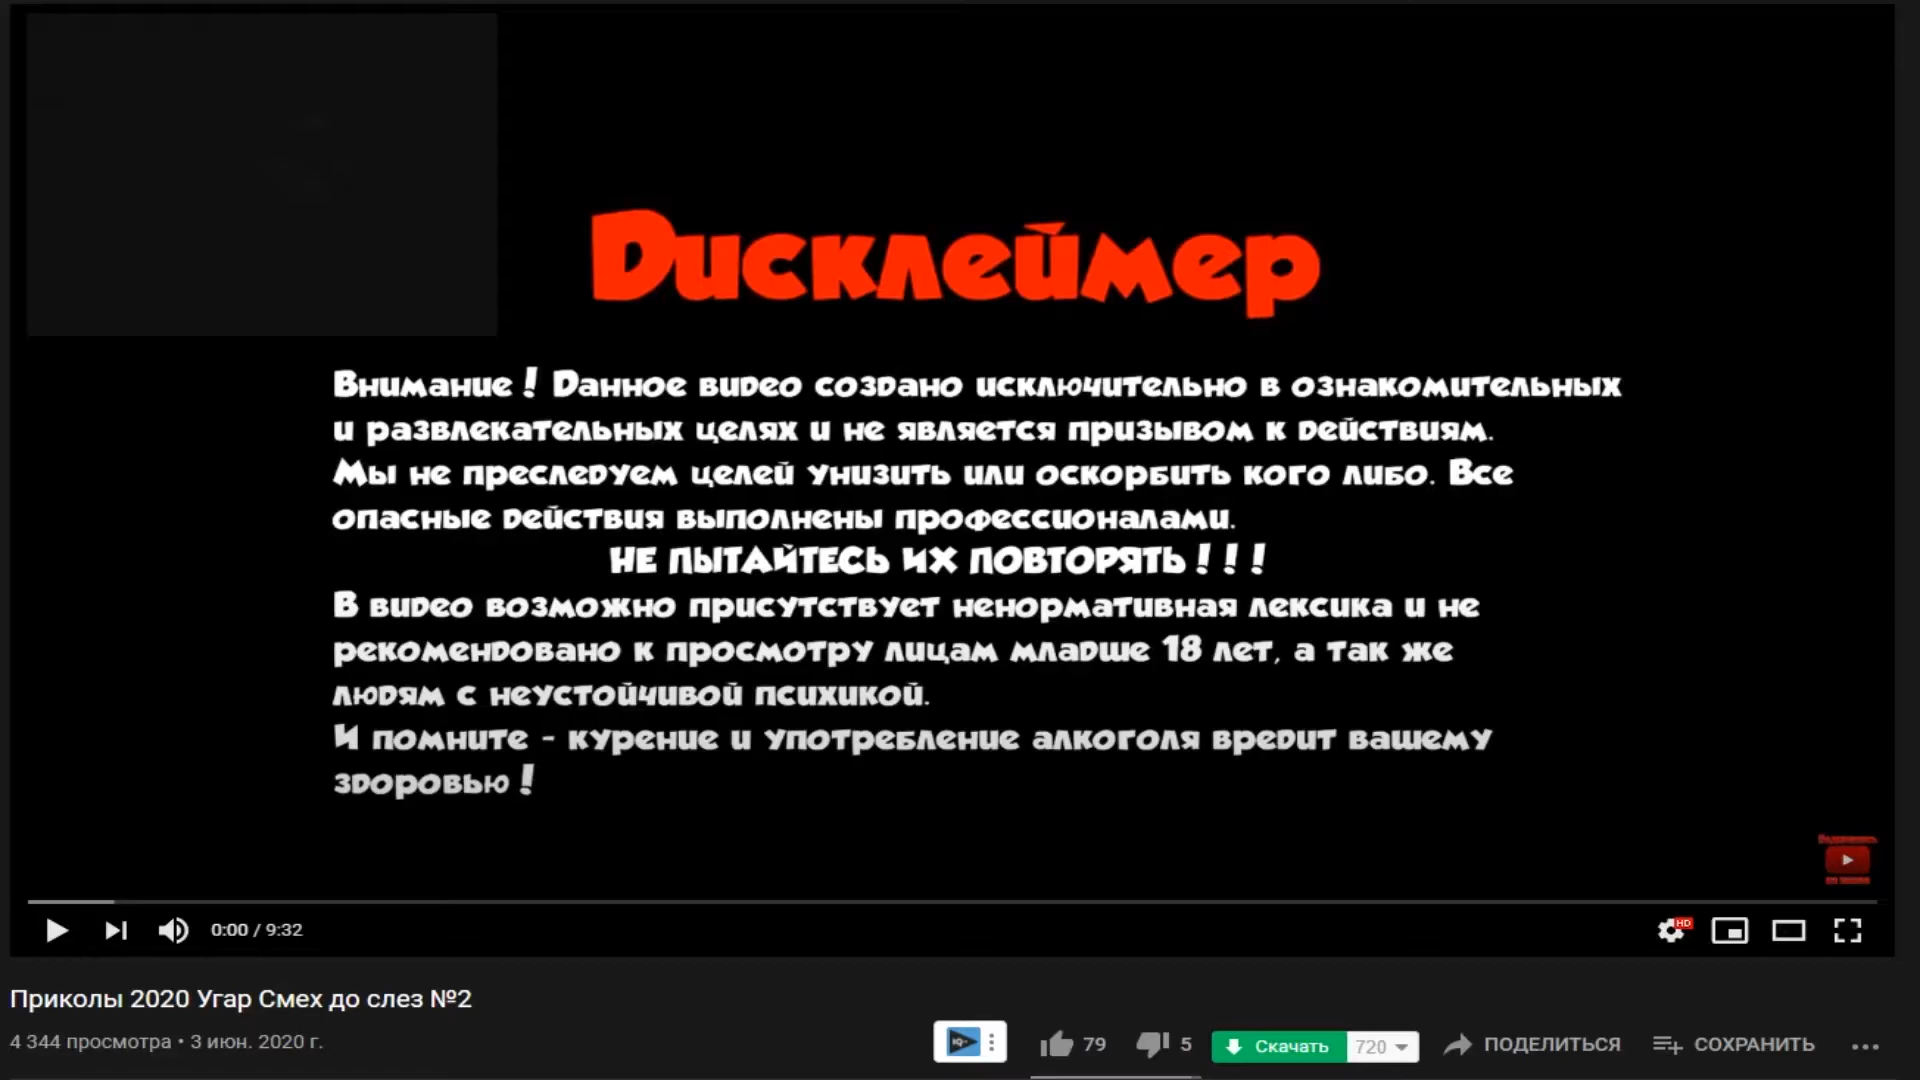 Дисклеймер
Внимание! Данное видео создано исключительно в ознакомительных
и развлекательных целях и не является призывом к действиям.
Мы не преследуем целей унизить или оскорбить кого либо. Все
опасные действия выполнены профессионалами.
НЕ ПЫТАЙТЕСЬ ИХ ПОВТОРЯТЬ!!!
В видео возможно присутствует ненормативная лексика и не
рекомендовано к просмотру лицам младше 18 лет, а так же
людям с неустойчивой психикой.
И помните - курение и употребление алкоголя вредит вашему
здоровью!
0:00 / 9:32
HD
Приколы 2020 Угар Смех до слез №2
4 344 просмотра • 3 июн. 2020 г.
79
5
Скачать
720
ПОДЕЛИТЬСЯ
СОХРАНИТЬ